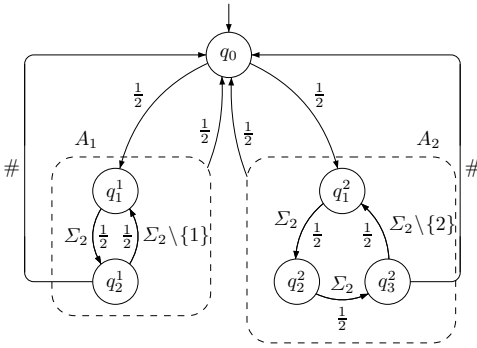 q₀
½ ½
A₁ ½ ½ A₂
# #
q₁¹ q₁²
Σ₂ ½ ½ Σ₂\{1} Σ₂ ½ ½ Σ₂\{2}
q₂¹ q₂² Σ₂ q₃²
½